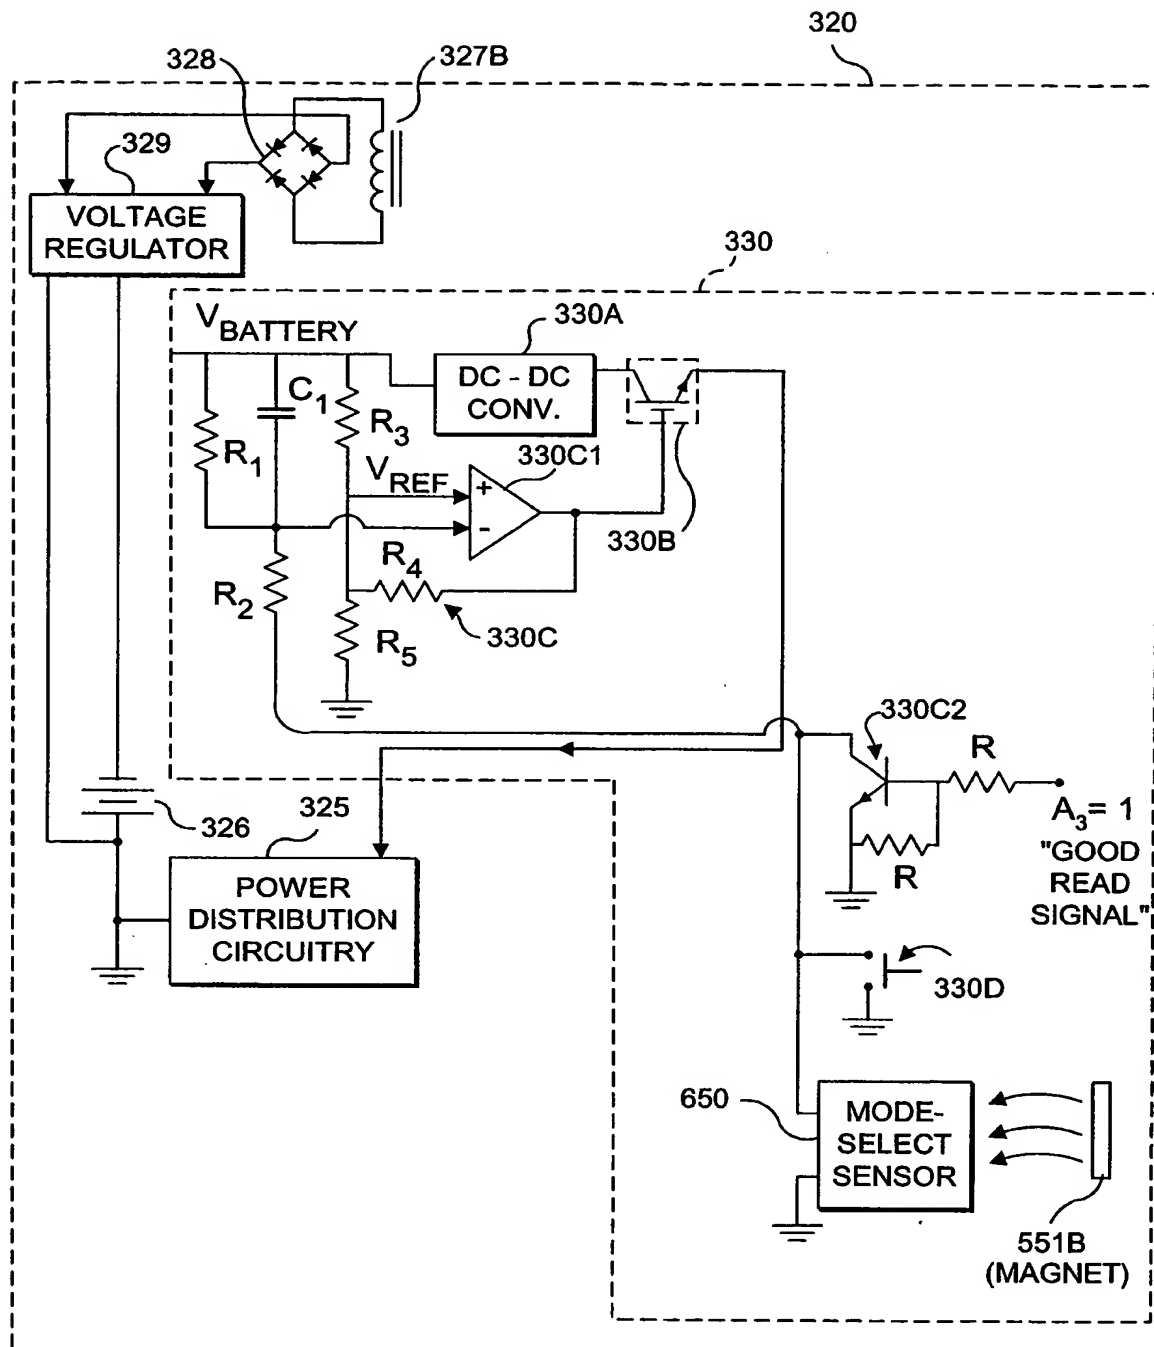 320
328
327B
329
VOLTAGE
REGULATOR
330
V_BATTERY
330A
DC - DC
CONV.
C₁
R₃
R₁
330C1
V_REF
+
-
330B
R₄
R₂
330C
R₅
330C2
R
A₃= 1
"GOOD
READ
SIGNAL"
R
326
325
POWER
DISTRIBUTION
CIRCUITRY
330D
650
MODE-
SELECT
SENSOR
551B
(MAGNET)